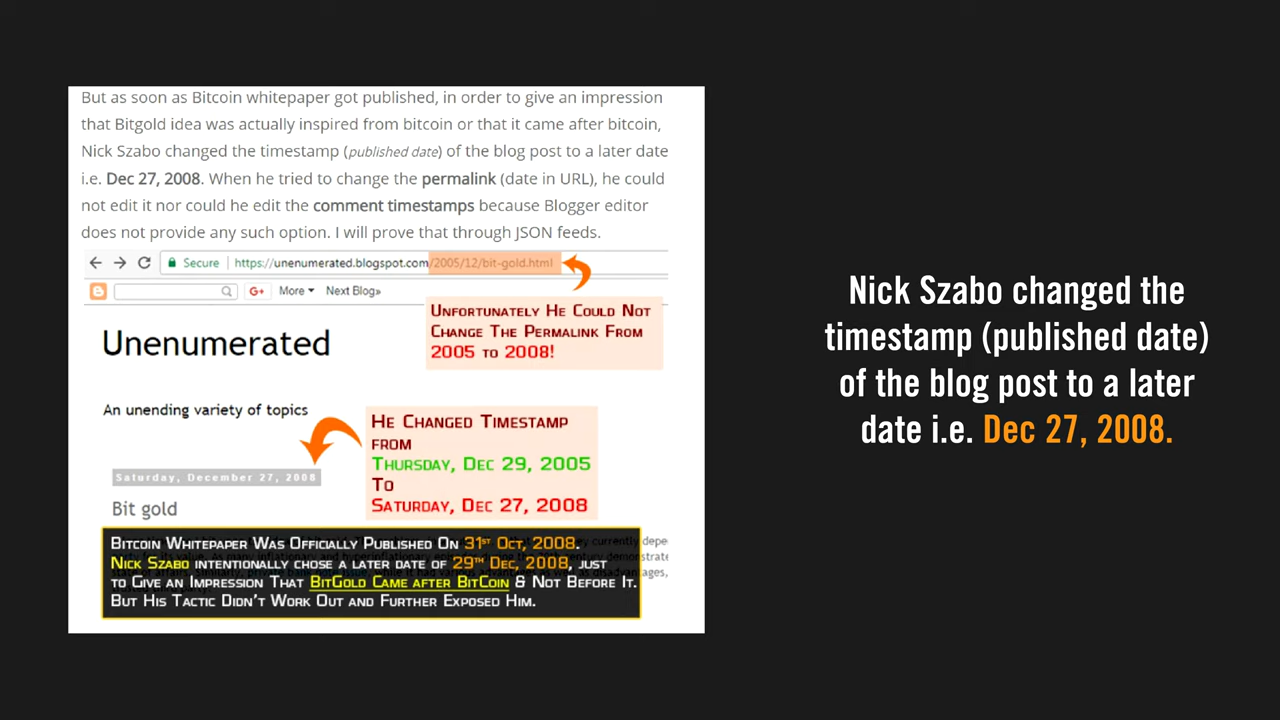 But as soon as Bitcoin whitepaper got published, in order to give an impression
that Bitgold idea was actually inspired from bitcoin or that it came after bitcoin,
Nick Szabo changed the timestamp (published date) of the blog post to a later date
i.e. Dec 27, 2008. When he tried to change the permalink (date in URL), he could
not edit it nor could he edit the comment timestamps because Blogger editor
does not provide any such option. I will prove that through JSON feeds.
Secure https://unenumerated.blogspot.com/2005/12/bit-gold.html
G+ More Next Blog»
UNFORTUNATELY HE COULD NOT
CHANGE THE PERMALINK FROM
2005 TO 2008!
Unenumerated
An unending variety of topics
HE CHANGED TIMESTAMP
FROM
THURSDAY, DEC 29, 2005
TO
SATURDAY, DEC 27, 2008
Saturday, December 27, 2008
Bit gold
BITCOIN WHITEPAPER WAS OFFICIALLY PUBLISHED ON 31ST OCT, 2008.
NICK SZABO INTENTIONALLY CHOSE A LATER DATE OF 29TH DEC, 2008, JUST
TO GIVE AN IMPRESSION THAT BITGOLD CAME AFTER BITCOIN & NOT BEFORE IT.
BUT HIS TACTIC DIDN'T WORK OUT AND FURTHER EXPOSED HIM.
Nick Szabo changed the
timestamp (published date)
of the blog post to a later
date i.e. Dec 27, 2008.